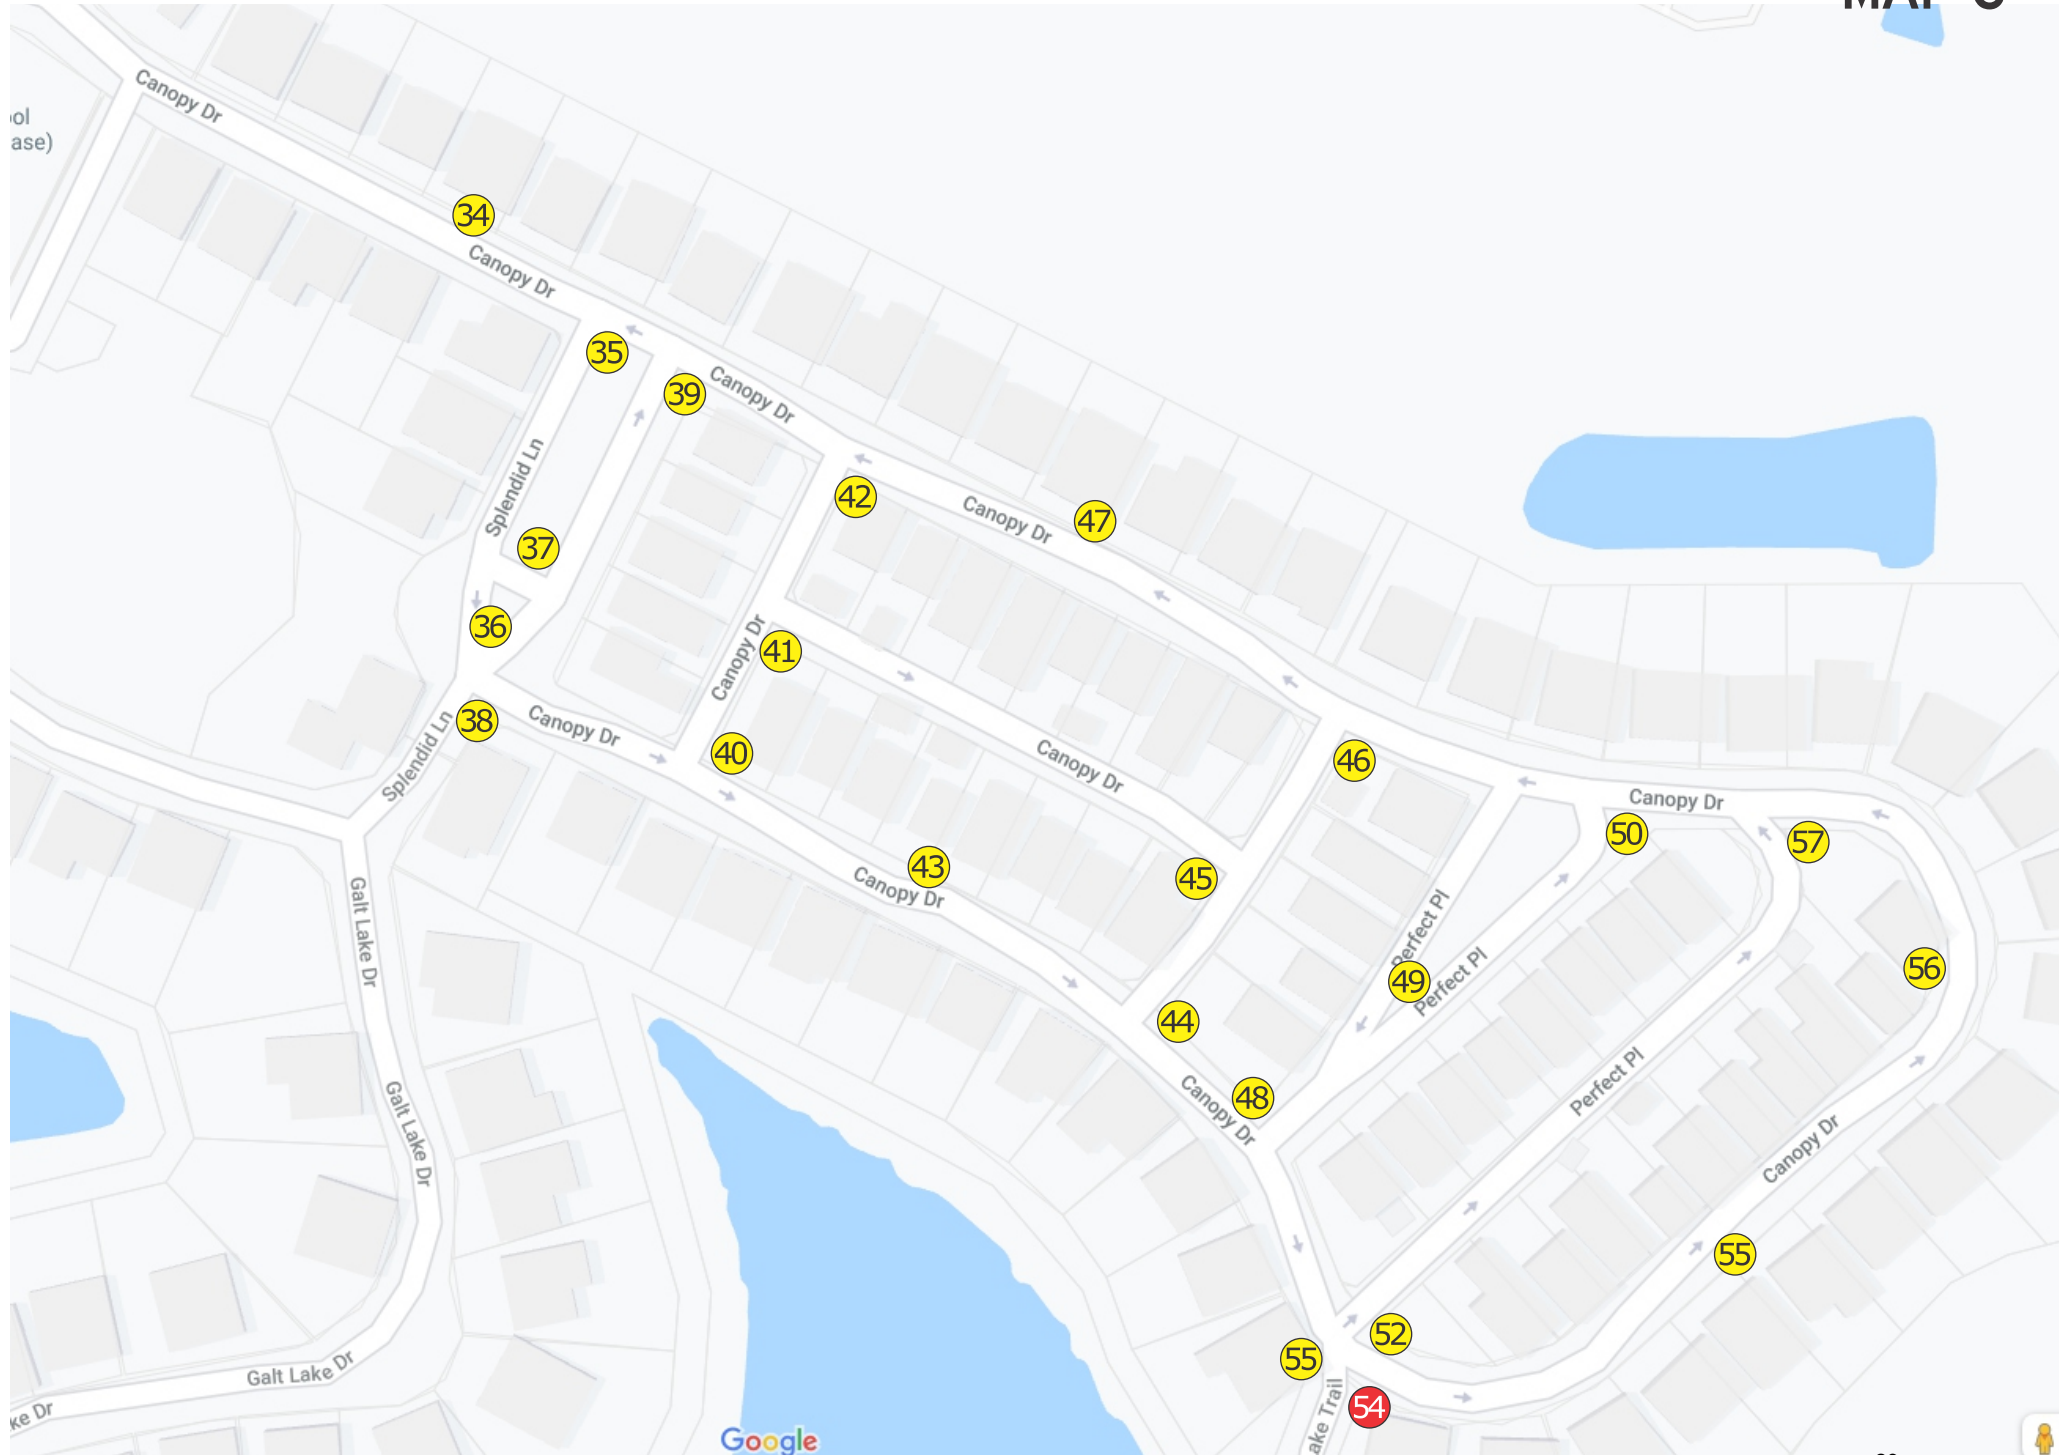 MAP
Canopy Dr
ol
ase)
34
Canopy Dr
35
39
Canopy Dr
42
Canopy Dr
47
Splendid Ln
37
36
41
Canopy Dr
38
Canopy Dr
Splendid Ln
40
Canopy Dr
46
Canopy Dr
50
57
43
Canopy Dr
45
Galt Lake Dr
Perfect Pl
49
Perfect Pl
56
44
48
Canopy Dr
Perfect Pl
Galt Lake Dr
Canopy Dr
55
52
55
54
Galt Lake Dr
ke Dr
ake Trail
Google